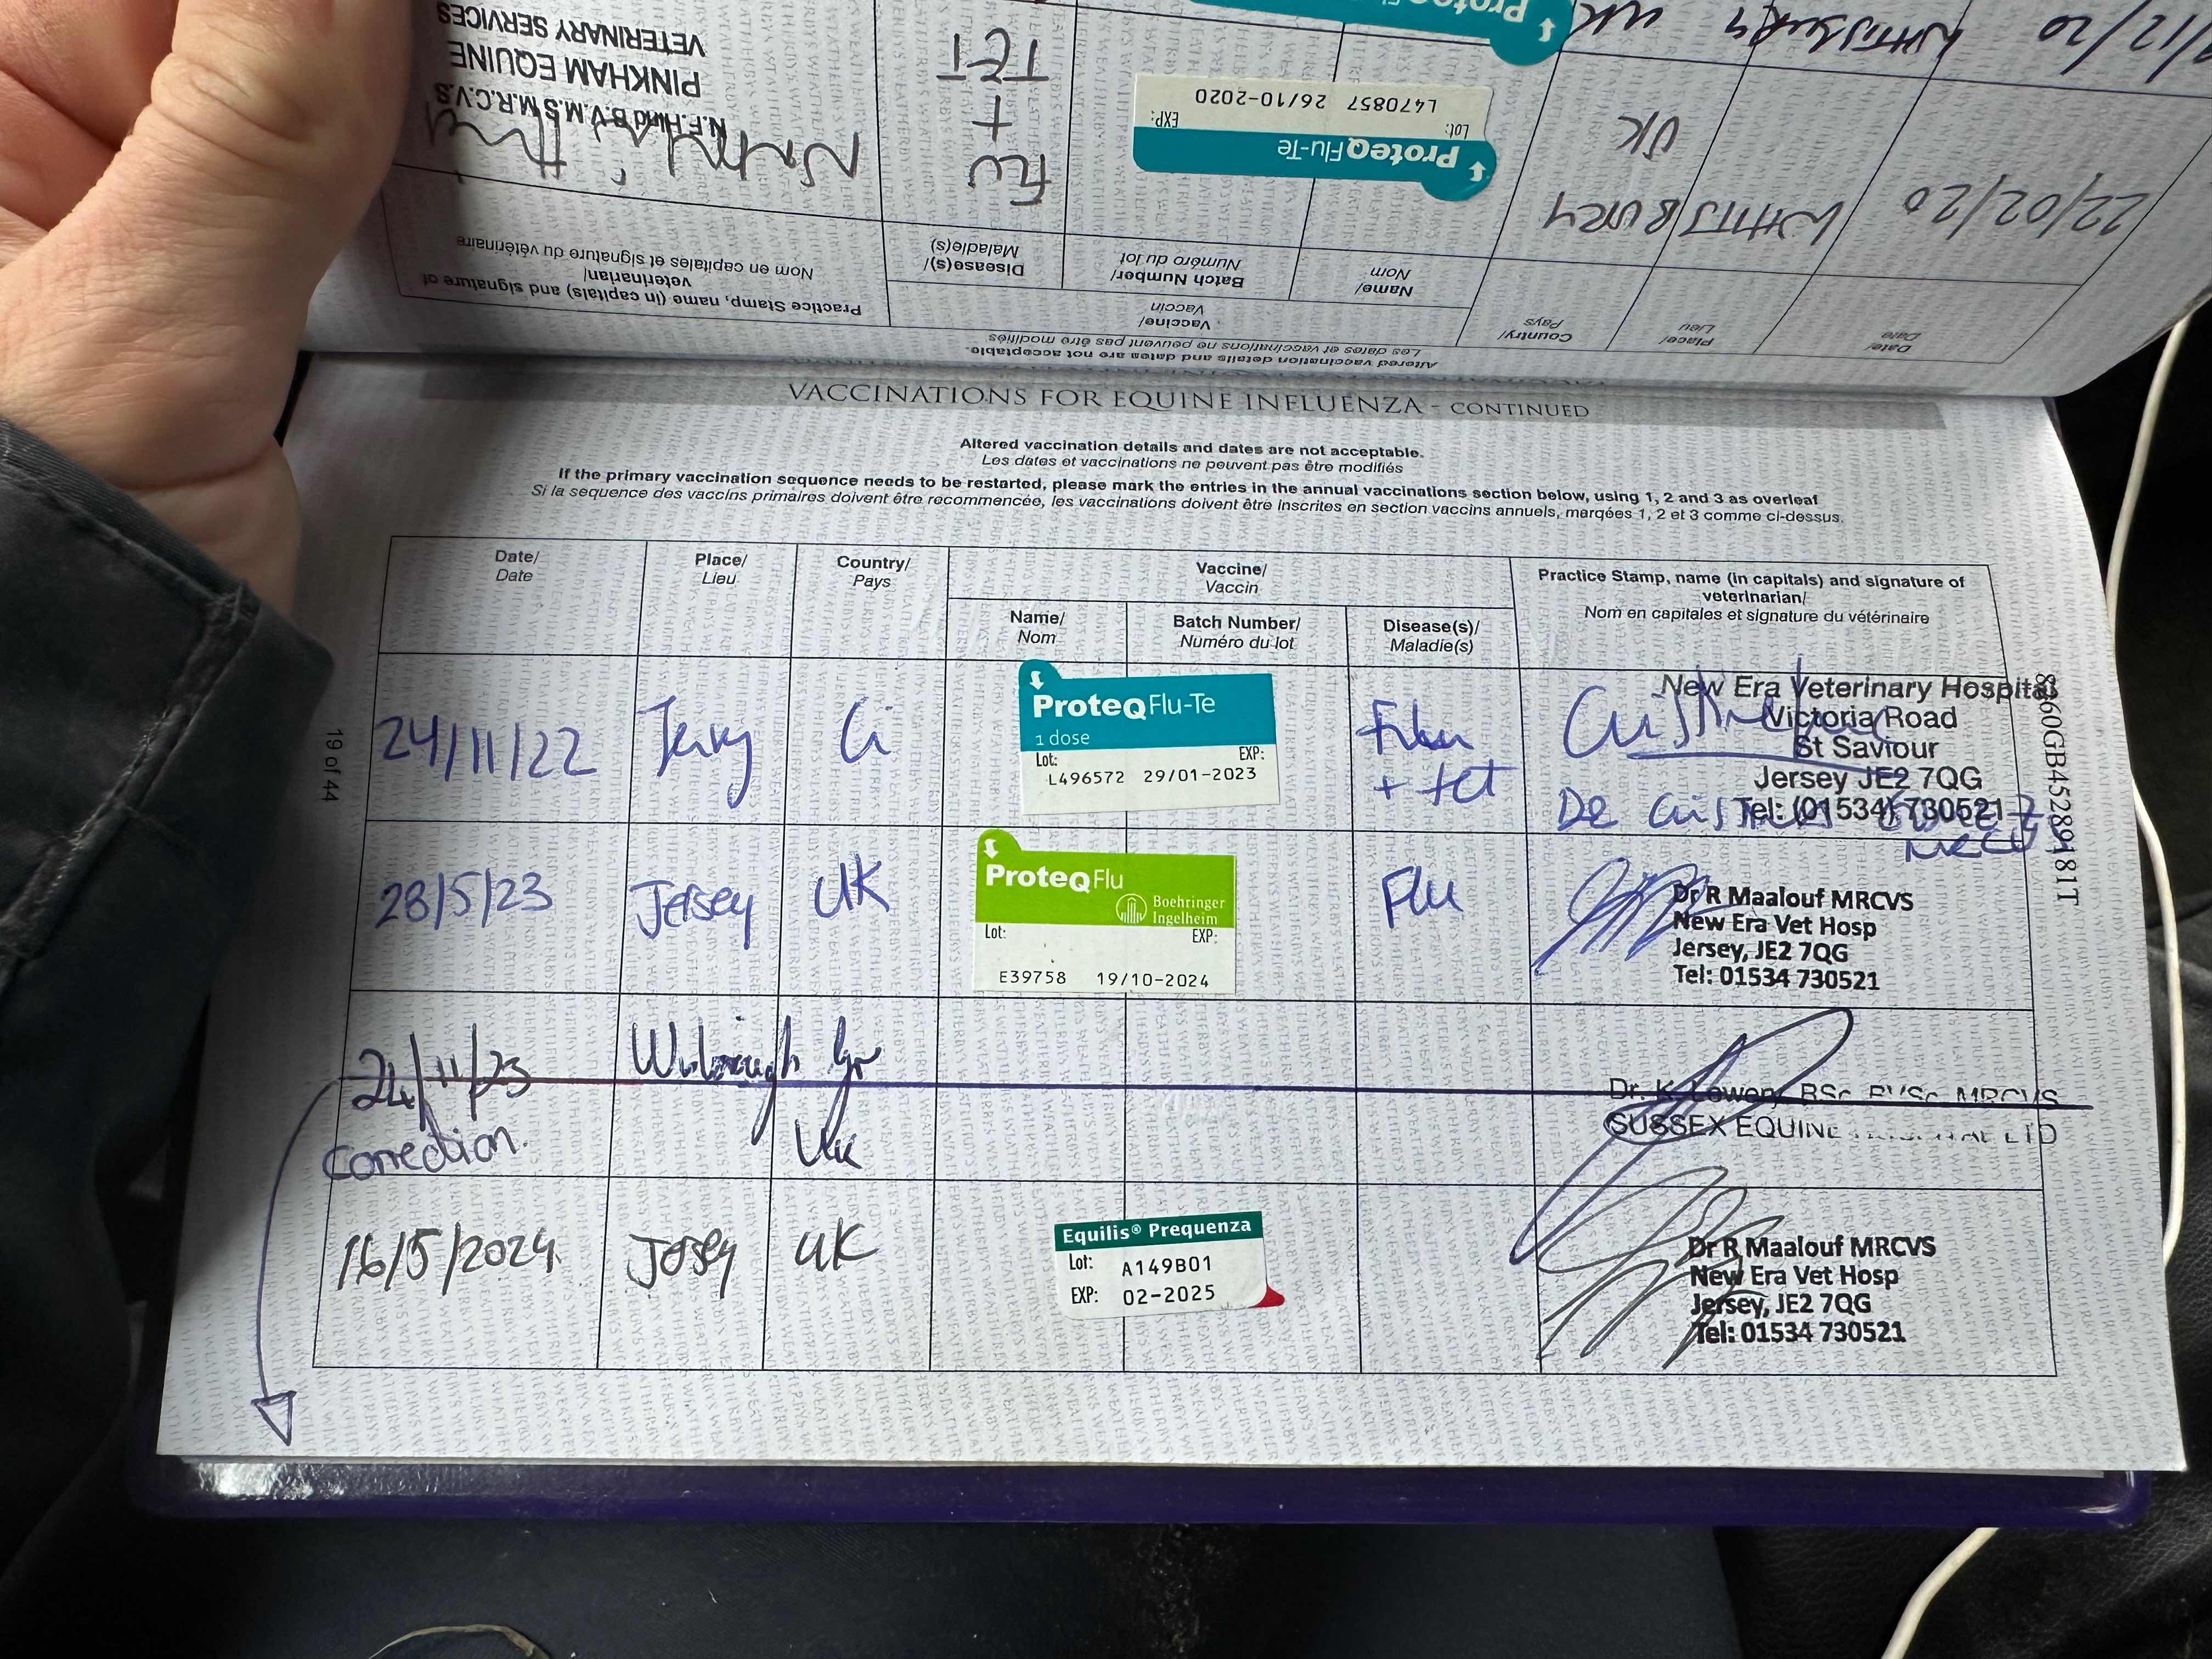 VETERINARY SERVICES
PINKHAM EQUINE
N.F. Hind B.V.M.S M.R.C.V.S
FLU
+
TET
ProteqFlu-Te
Lot: EXP:
L470857 26/10-2020
UK
WHITSBURY
22/02/20
Practice Stamp, name (in capitals) and signature of
veterinarian/
Nom en capitales et signature du vétérinaire
Disease(s)/
Maladie(s)
Batch Number/
Numéro du lot
Name/
Nom
Vaccine/
Vaccin
Country/
Pays
Place/
Lieu
Date/
Date
Altered vaccination details and dates are not acceptable.
Les dates et vaccinations ne peuvent pas être modifiés
VACCINATIONS FOR EQUINE INFLUENZA - CONTINUED
Altered vaccination details and dates are not acceptable.
Les dates et vaccinations ne peuvent pas être modifiés
If the primary vaccination sequence needs to be restarted, please mark the entries in the annual vaccinations section below, using 1, 2 and 3 as overleaf
Si la sequence des vaccins primaires doivent être recommencée, les vaccinations doivent être inscrites en section vaccins annuels, marqées 1, 2 et 3 comme ci-dessus.
Date/
Date
Place/
Lieu
Country/
Pays
Vaccine/
Vaccin
Name/
Nom
Batch Number/
Numéro du lot
Disease(s)/
Maladie(s)
Practice Stamp, name (in capitals) and signature of
veterinarian/
Nom en capitales et signature du vétérinaire
24/11/22
Ci
ProteqFlu-Te
1 dose
Lot: EXP:
L496572 29/01-2023
+ tet
New Era Veterinary Hospital
Victoria Road
St Saviour
Jersey JE2 7QG
Tel: (01534) 730521
28/5/23
Jersey
UK
ProteqFlu
Boehringer
Ingelheim
Lot: EXP:
E39758 19/10-2024
Flu
Dr R Maalouf MRCVS
New Era Vet Hosp
Jersey, JE2 7QG
Tel: 01534 730521
24/11/23
UK
Correction.
Dr. K. Lowen, BSc BVSc MRCVS
SUSSEX EQUINE
LTD
16/5/2024
Jersey
UK
Equilis® Prequenza
Lot: A149B01
EXP: 02-2025
Dr R Maalouf MRCVS
New Era Vet Hosp
Jersey, JE2 7QG
Tel: 01534 730521
19 of 44